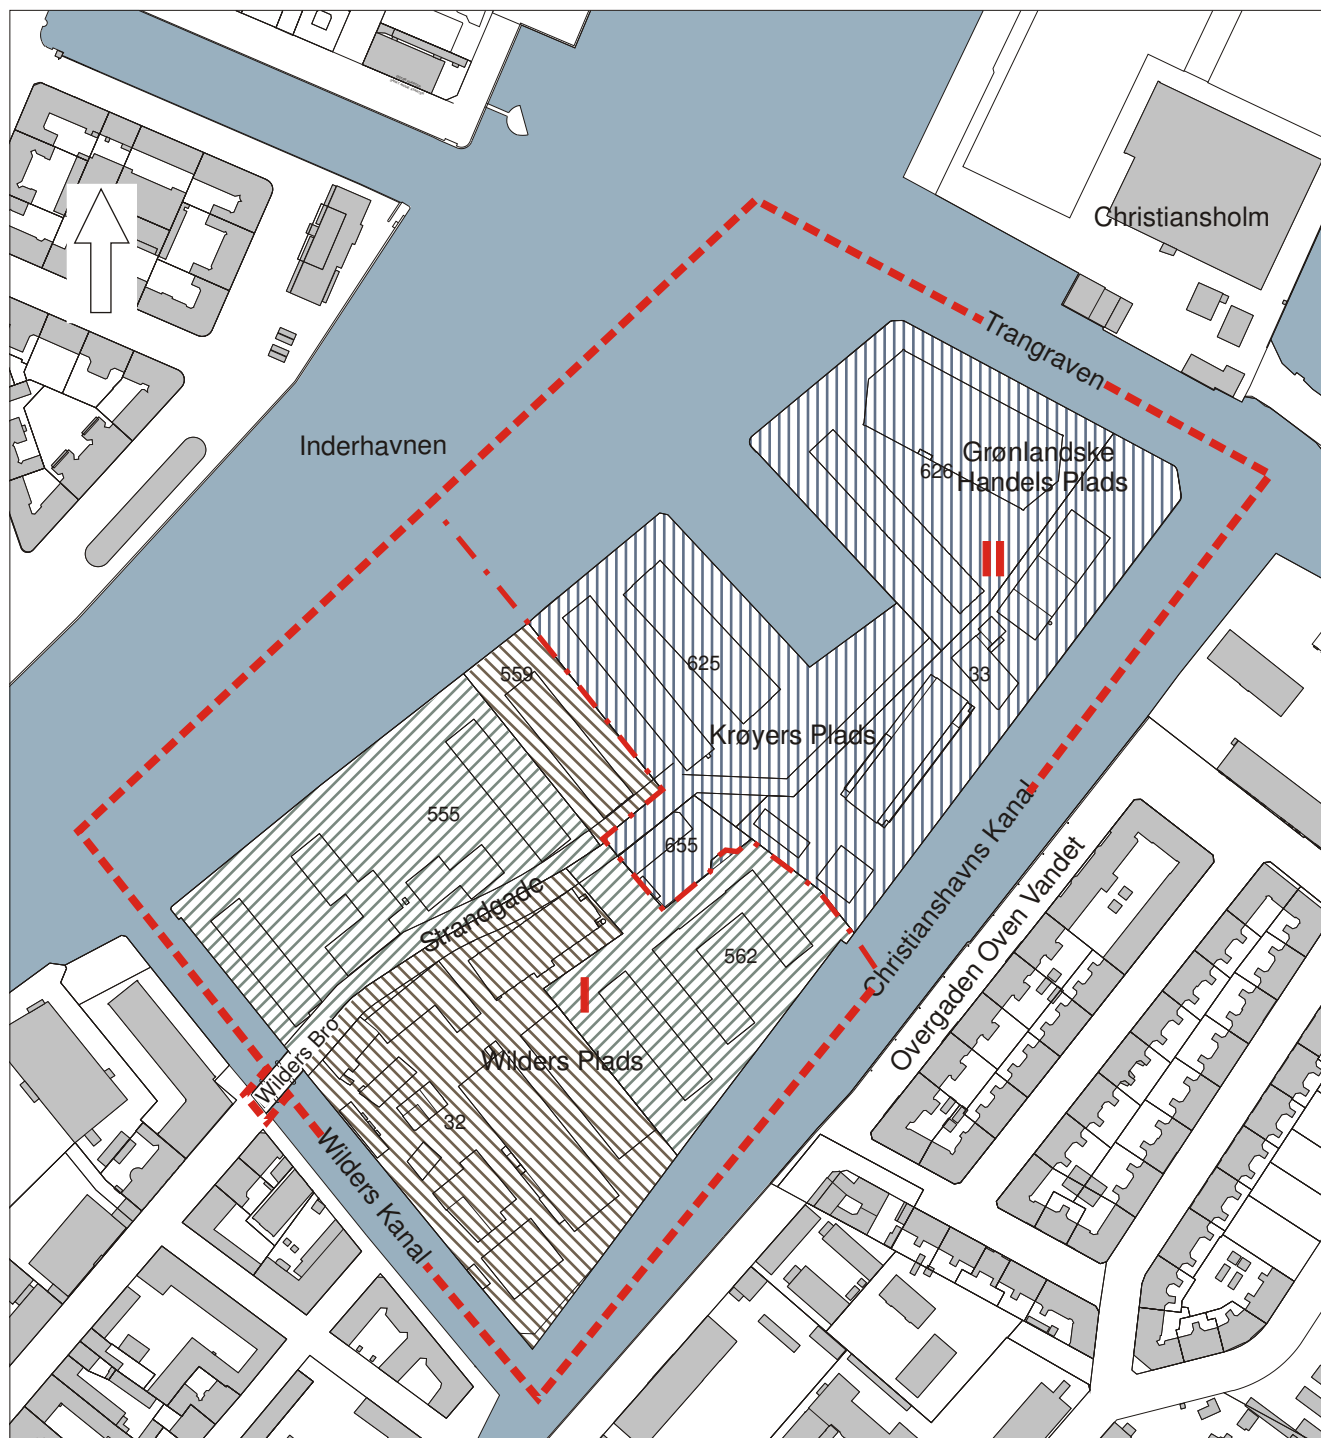 Christiansholm
Trangraven
Inderhavnen
Grønlandske
626 Handels Plads
II
559
625
33
Krøyers Plads
555
655
Strandgade
562
Christianshavns Kanal
Overgaden Oven Vandet
I
Wilders Bro
Wilders Plads
32
Wilders Kanal